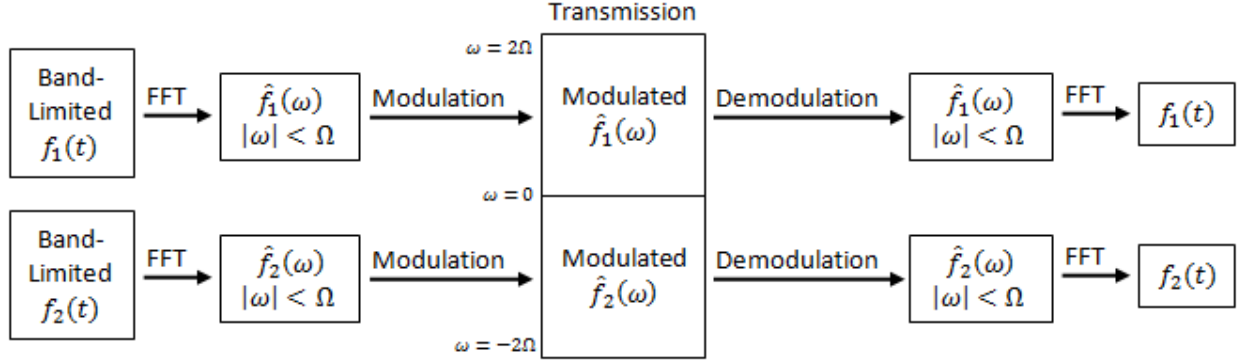 Transmission
ω = 2Ω
Band-
Limited
f₁(t)
FFT
f̂₁(ω)
|ω| < Ω
Modulation
Modulated
f̂₁(ω)
Demodulation
f̂₁(ω)
|ω| < Ω
FFT
f₁(t)
ω = 0
Band-
Limited
f₂(t)
FFT
f̂₂(ω)
|ω| < Ω
Modulation
Modulated
f̂₂(ω)
Demodulation
f̂₂(ω)
|ω| < Ω
FFT
f₂(t)
ω = −2Ω